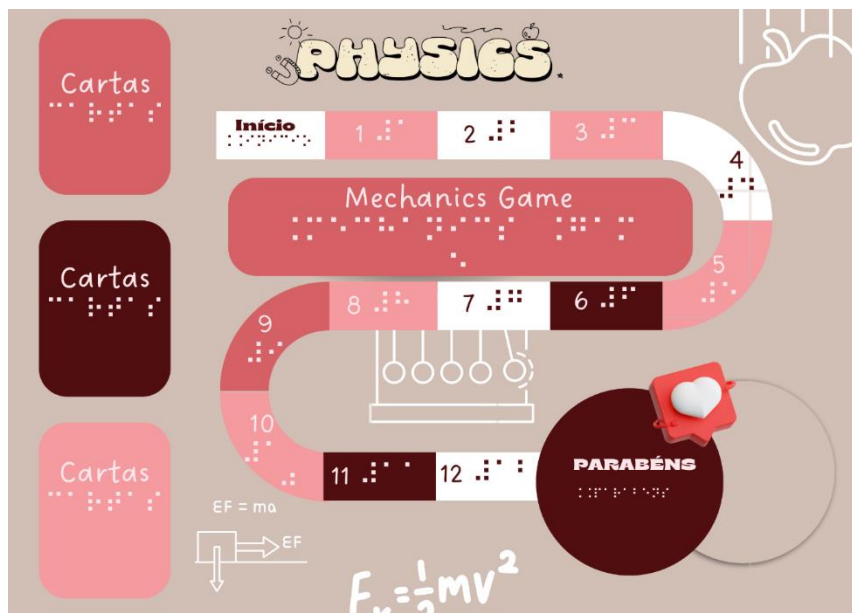 PHYSICS
Cartas
⠉⠁⠗⠞⠁⠎
Início
1 ⠼⠁
2 ⠼⠃
3 ⠼⠉
4
⠼⠙
Mechanics Game
5
⠼⠑
6 ⠼⠋
7 ⠼⠛
8 ⠼⠓
9
⠼⠊
Cartas
⠉⠁⠗⠞⠁⠎
10
11 ⠼⠁⠁
12 ⠼⠁⠃
PARABÉNS
Cartas
⠉⠁⠗⠞⠁⠎
ΣF = ma
ΣF
= ½mv²